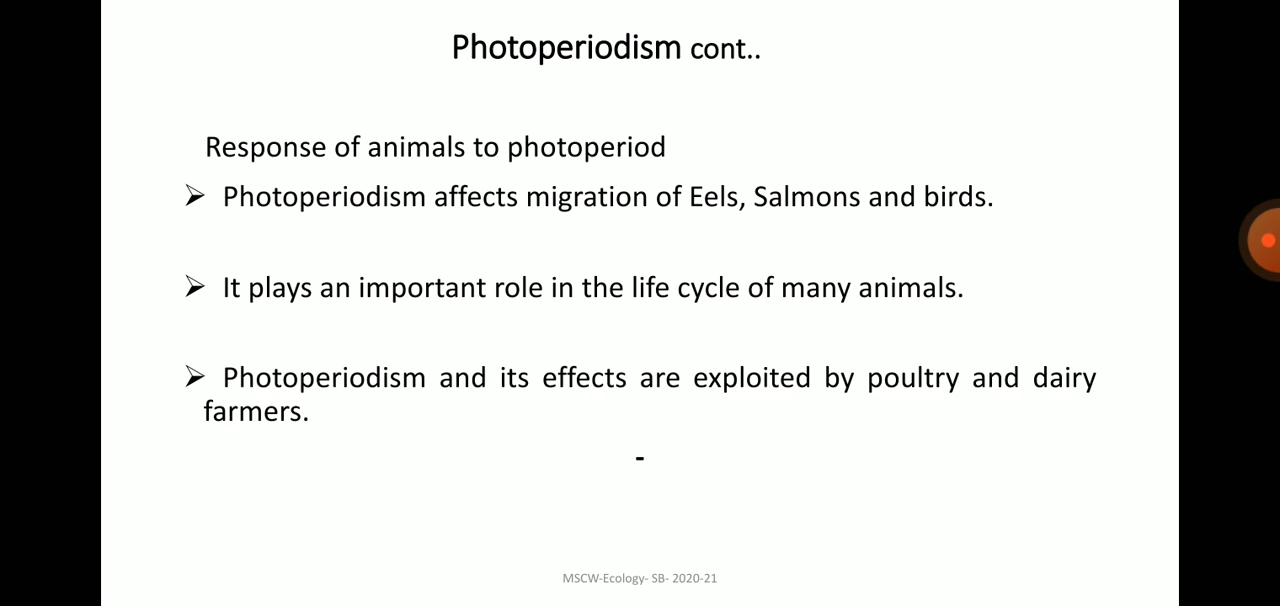 Photoperiodism cont..
Response of animals to photoperiod
➢ Photoperiodism affects migration of Eels, Salmons and birds.
➢ It plays an important role in the life cycle of many animals.
➢ Photoperiodism and its effects are exploited by poultry and dairy
farmers.
-
MSCW-Ecology- SB- 2020-21